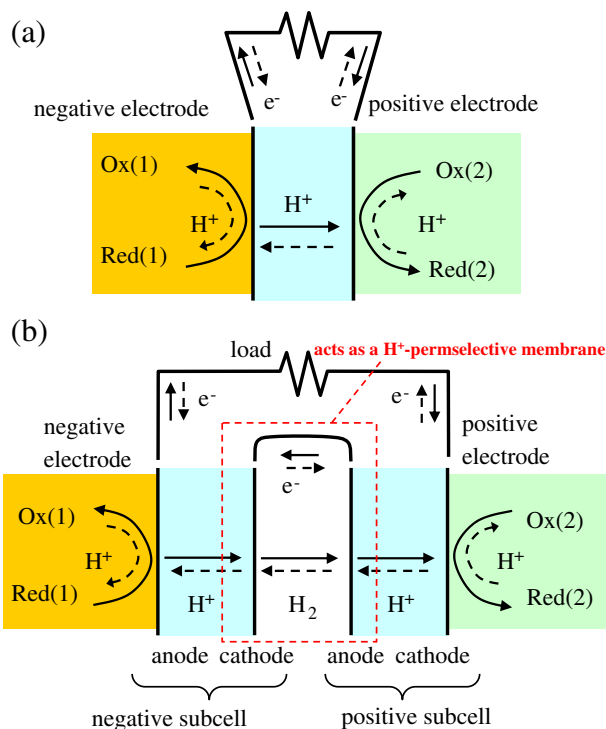 (a)
e⁻ e⁻
negative electrode positive electrode
Ox(1) Ox(2)
H⁺ H⁺ H⁺
Red(1) Red(2)
(b)
load acts as a H⁺-permselective membrane
e⁻ e⁻
negative
electrode
positive
electrode
e⁻
Ox(1) Ox(2)
H⁺ H⁺
Red(1) H⁺ H₂ H⁺ Red(2)
anode cathode anode cathode
negative subcell positive subcell